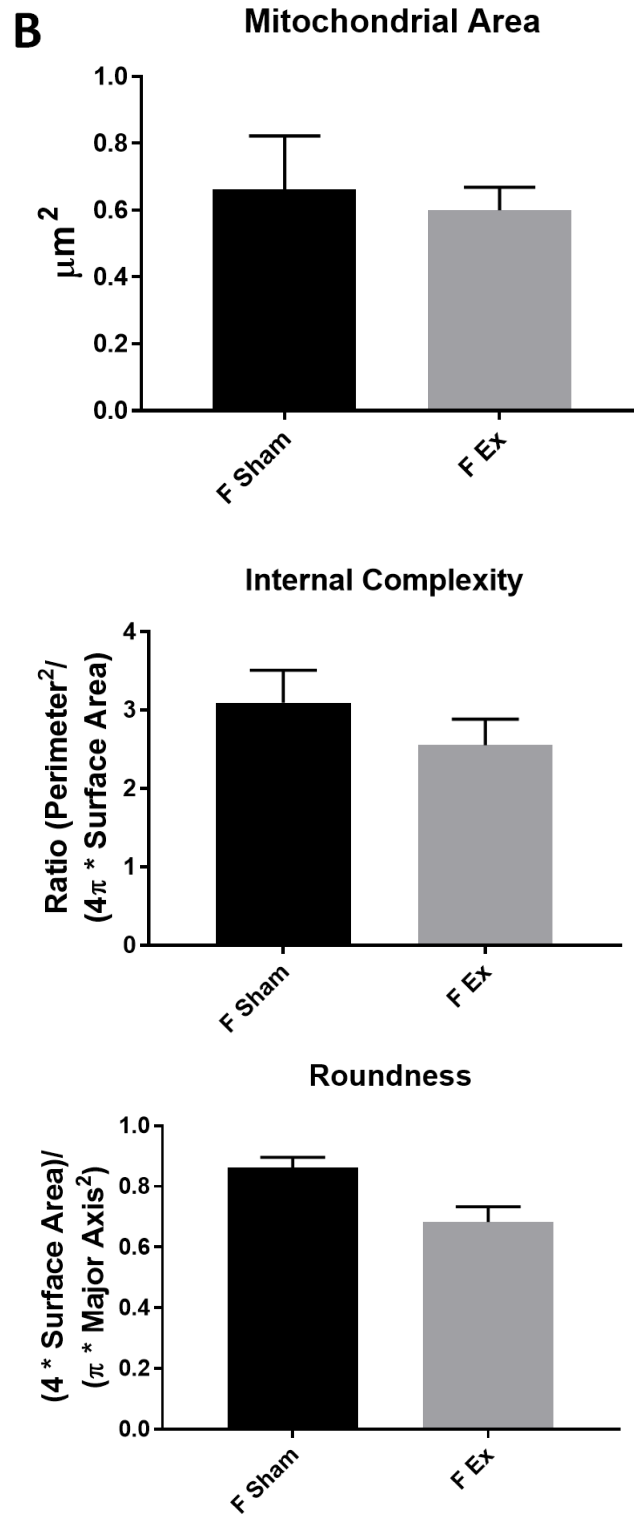 B
Mitochondrial Area
μm²
1.0
0.8
0.6
0.4
0.2
0.0
F Sham
F Ex
Internal Complexity
Ratio (Perimeter²/
(4π * Surface Area)
4
3
2
1
0
F Sham
F Ex
Roundness
(4 * Surface Area)/
(π * Major Axis²)
1.0
0.8
0.6
0.4
0.2
0.0
F Sham
F Ex